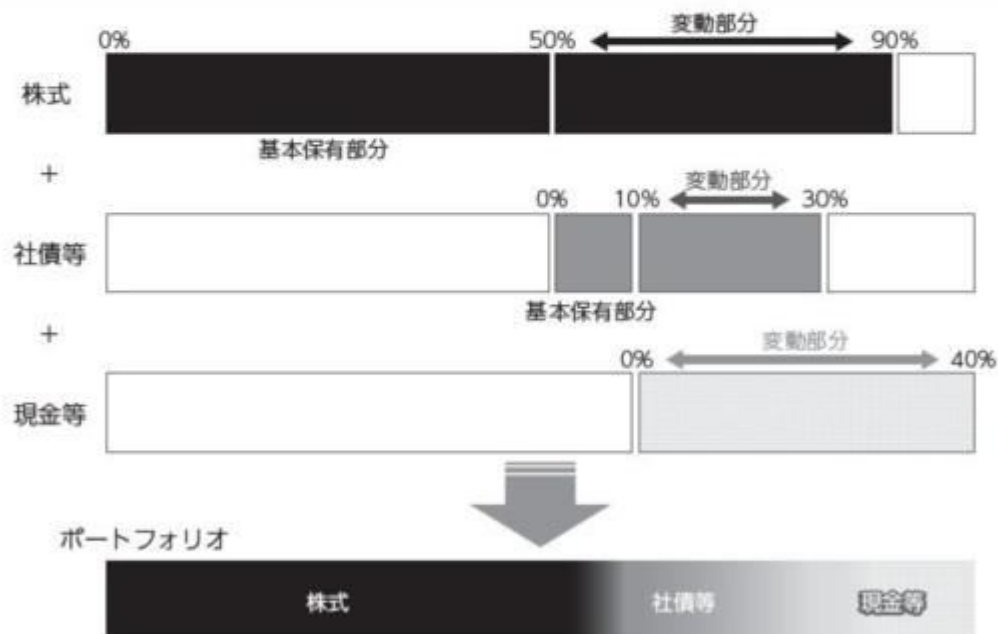 変動部分
0% 50% 90%
株式
基本保有部分
+
変動部分
0% 10% 30%
社債等
基本保有部分
+
変動部分
0% 40%
現金等
ポートフォリオ
株式 社債等 現金等